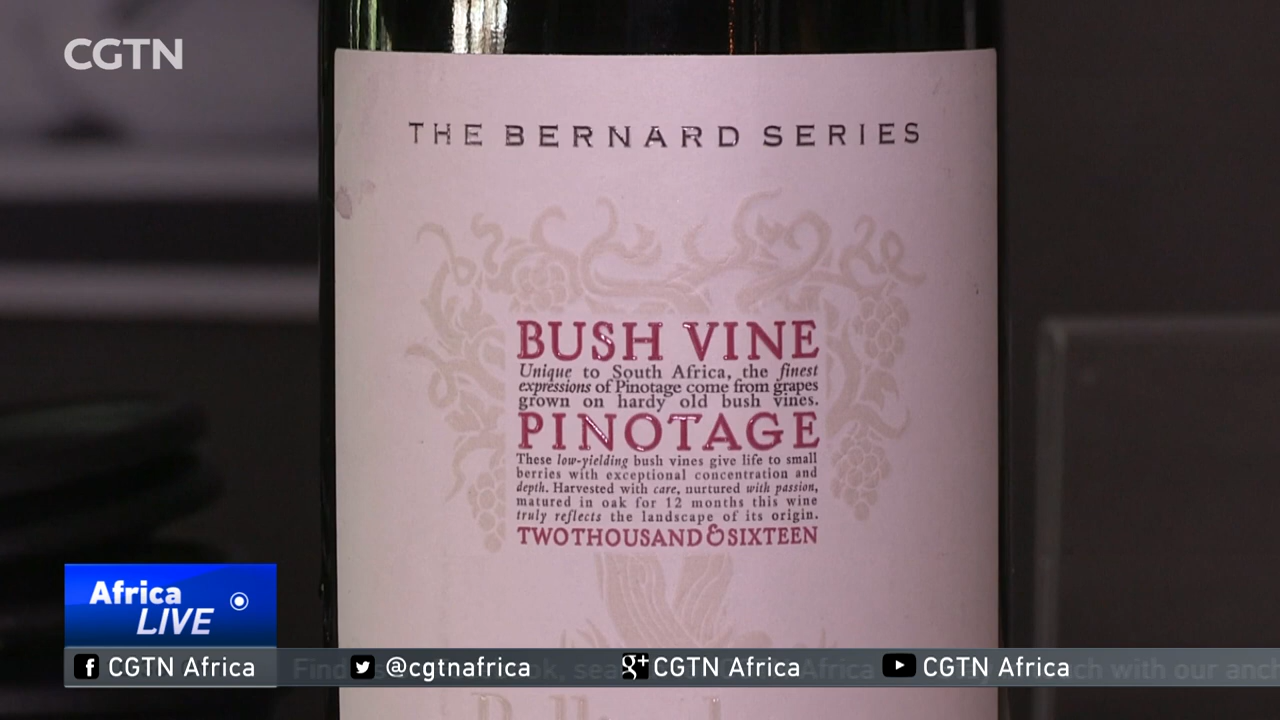 CGTN
THE BERNARD SERIES
BUSH VINE
Unique to South Africa, the finest
expressions of Pinotage come from grapes
grown on hardy old bush vines.
PINOTAGE
These low-yielding bush vines give life to small
berries with exceptional concentration and
depth. Harvested with care, nurtured with passion,
matured in oak for 12 months this wine
truly reflects the landscape of its origin.
TWOTHOUSAND&SIXTEEN
Africa
LIVE
CGTN Africa @cgtnafrica CGTN Africa CGTN Africa